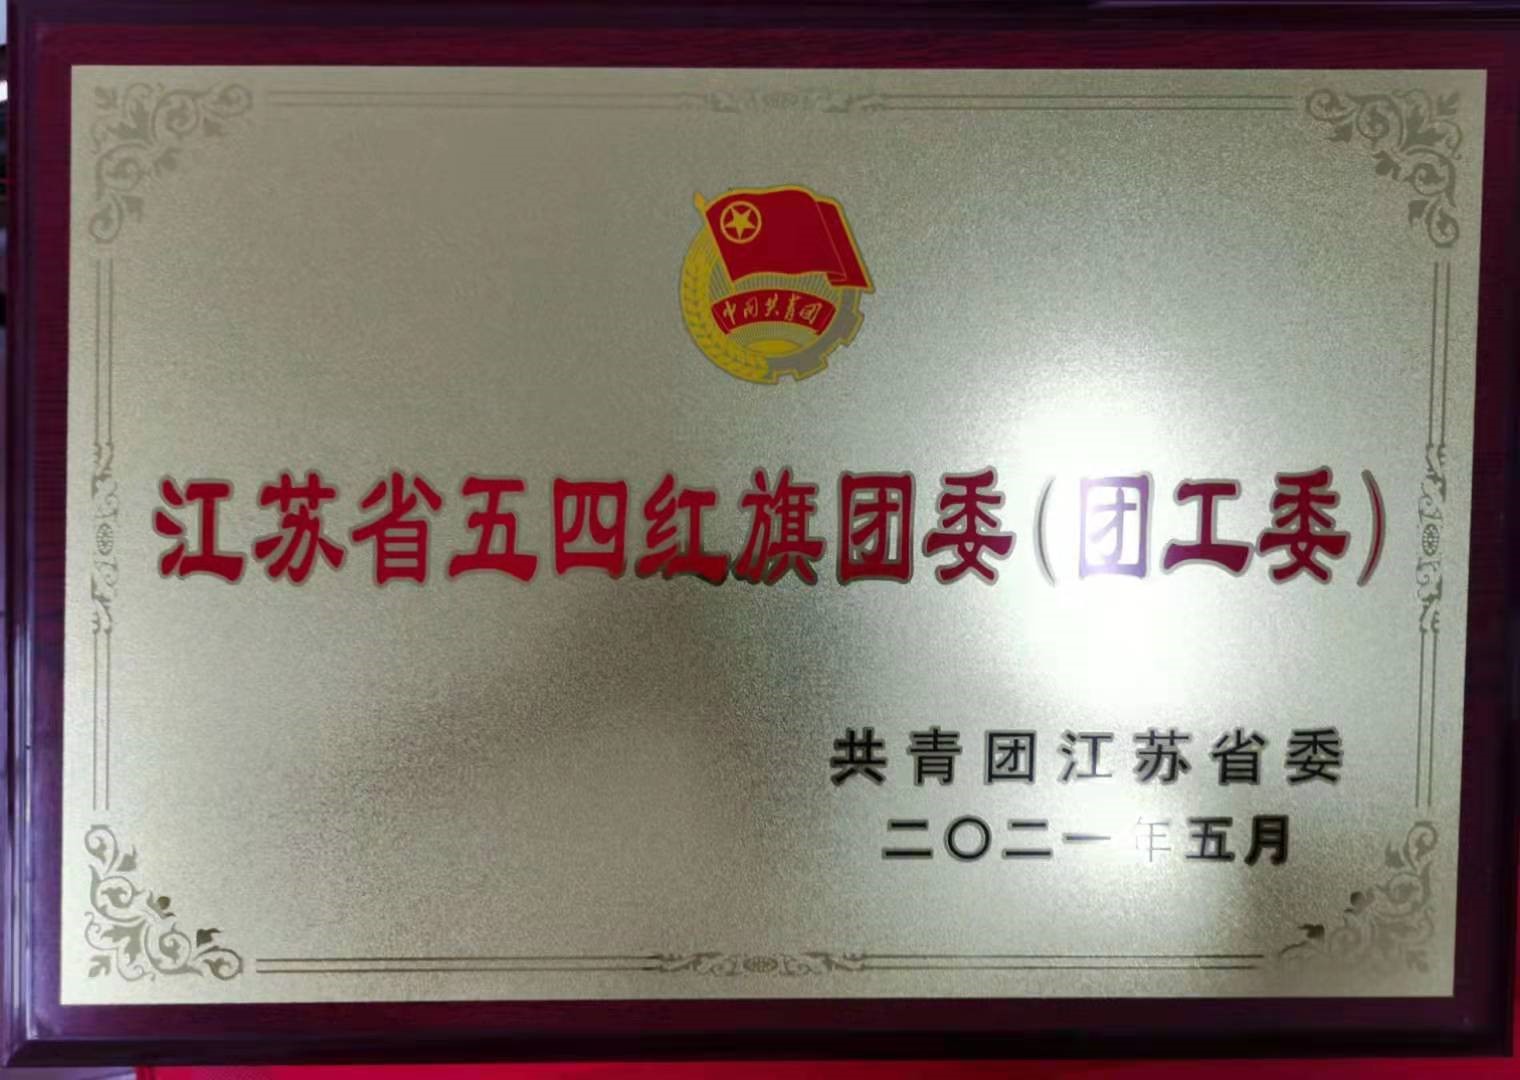 中国共青团
江苏省五四红旗团委(团工委)
共青团江苏省委
二〇二一年五月